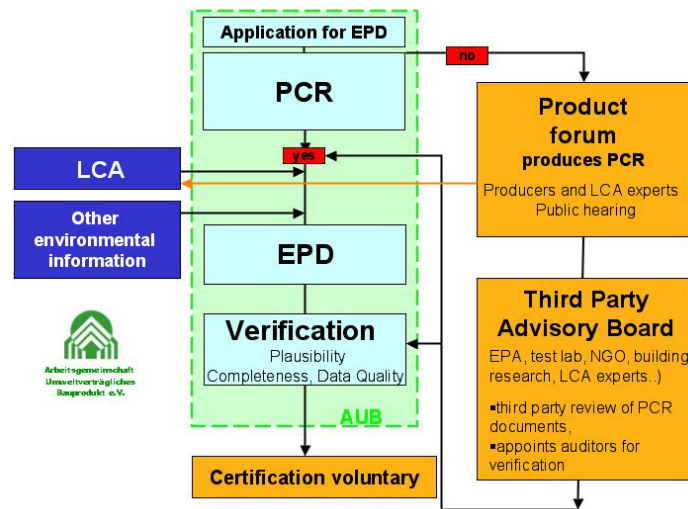 Application for EPD
no
PCR
yes
Product
forum
produces PCR
Producers and LCA experts
Public hearing
LCA
Other
environmental
information
EPD
Third Party
Advisory Board
EPA, test lab, NGO, building
research, LCA experts..)
▪third party review of PCR
documents,
▪appoints auditors for
verification
Verification
Plausibility
Completeness, Data Quality
AUB
Arbeitsgemeinschaft
Umweltverträgliches
Bauprodukt e.V.
Certification voluntary